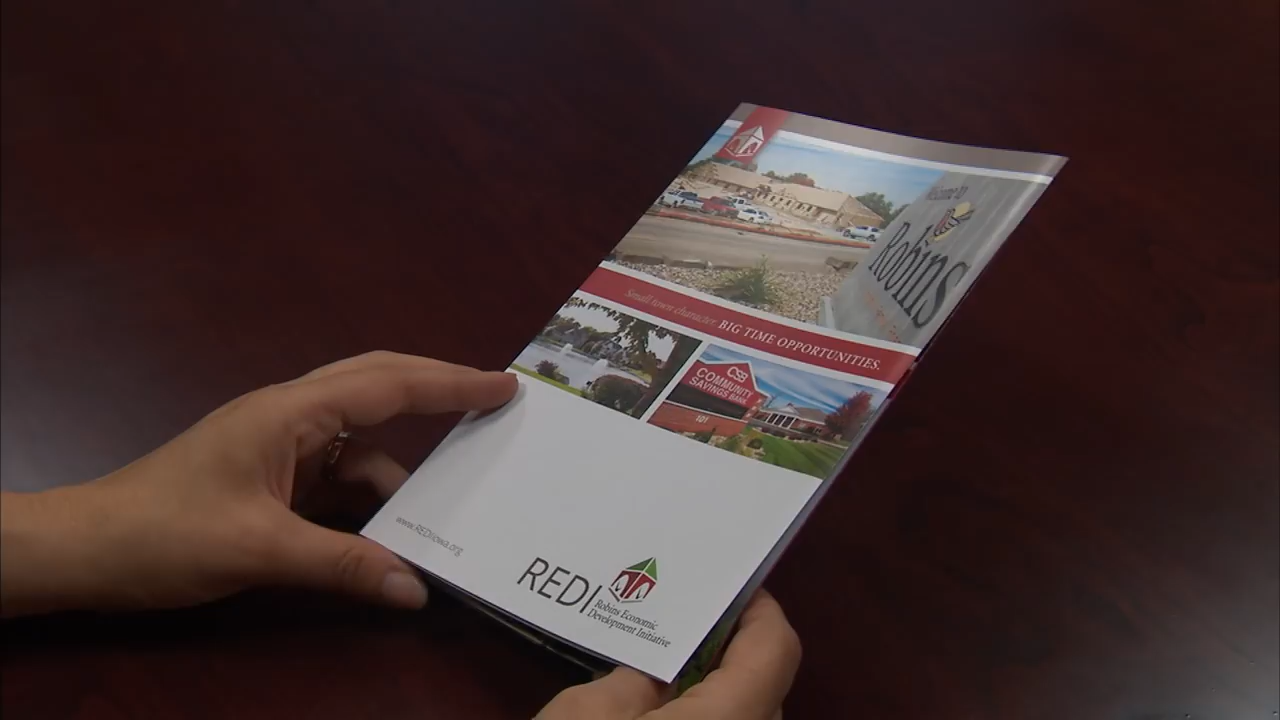 Welcome to
Robins
Small town character. BIG TIME OPPORTUNITIES.
CSB
COMMUNITY
SAVINGS BANK
101
www.REDIiowa.org
REDI
Robins Economic
Development Initiative